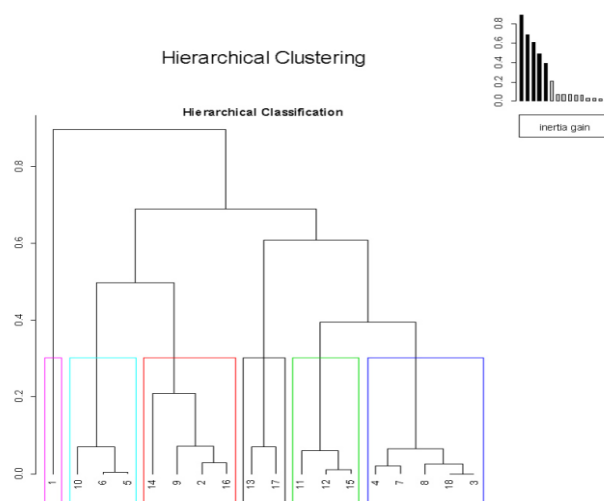 Hierarchical Clustering
0.0 0.2 0.4 0.6 0.8
inertia gain
Hierarchical Classification
0.0 0.2 0.4 0.6 0.8
1 10 6 5 14 9 2 16 13 17 11 12 15 4 7 8 18 3